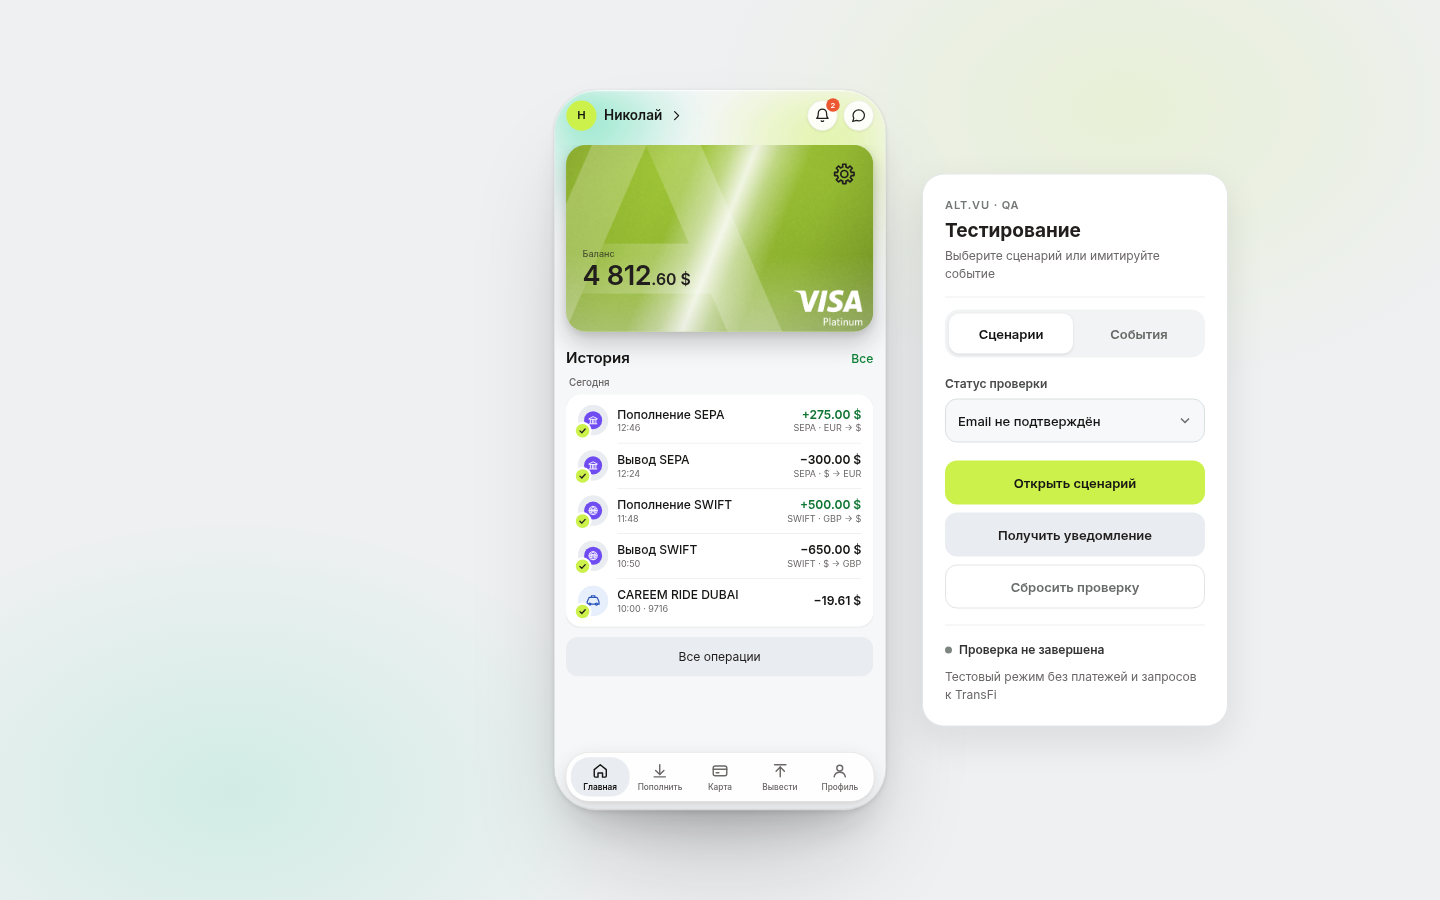 Н
Николай
2
Баланс
4 812.60 $
VISA
Platinum
История
Все
Сегодня
Пополнение SEPA
+275.00 $
12:46
SEPA · EUR → $
Вывод SEPA
−300.00 $
12:24
SEPA · $ → EUR
Пополнение SWIFT
+500.00 $
11:48
SWIFT · GBP → $
Вывод SWIFT
−650.00 $
10:50
SWIFT · $ → GBP
CAREEM RIDE DUBAI
−19.61 $
10:00 · 9716
Все операции
Главная
Пополнить
Карта
Вывести
Профиль
ALT.VU · QA
Тестирование
Выберите сценарий или имитируйте
событие
Сценарии
События
Статус проверки
Email не подтверждён
Открыть сценарий
Получить уведомление
Сбросить проверку
Проверка не завершена
Тестовый режим без платежей и запросов
к TransFi